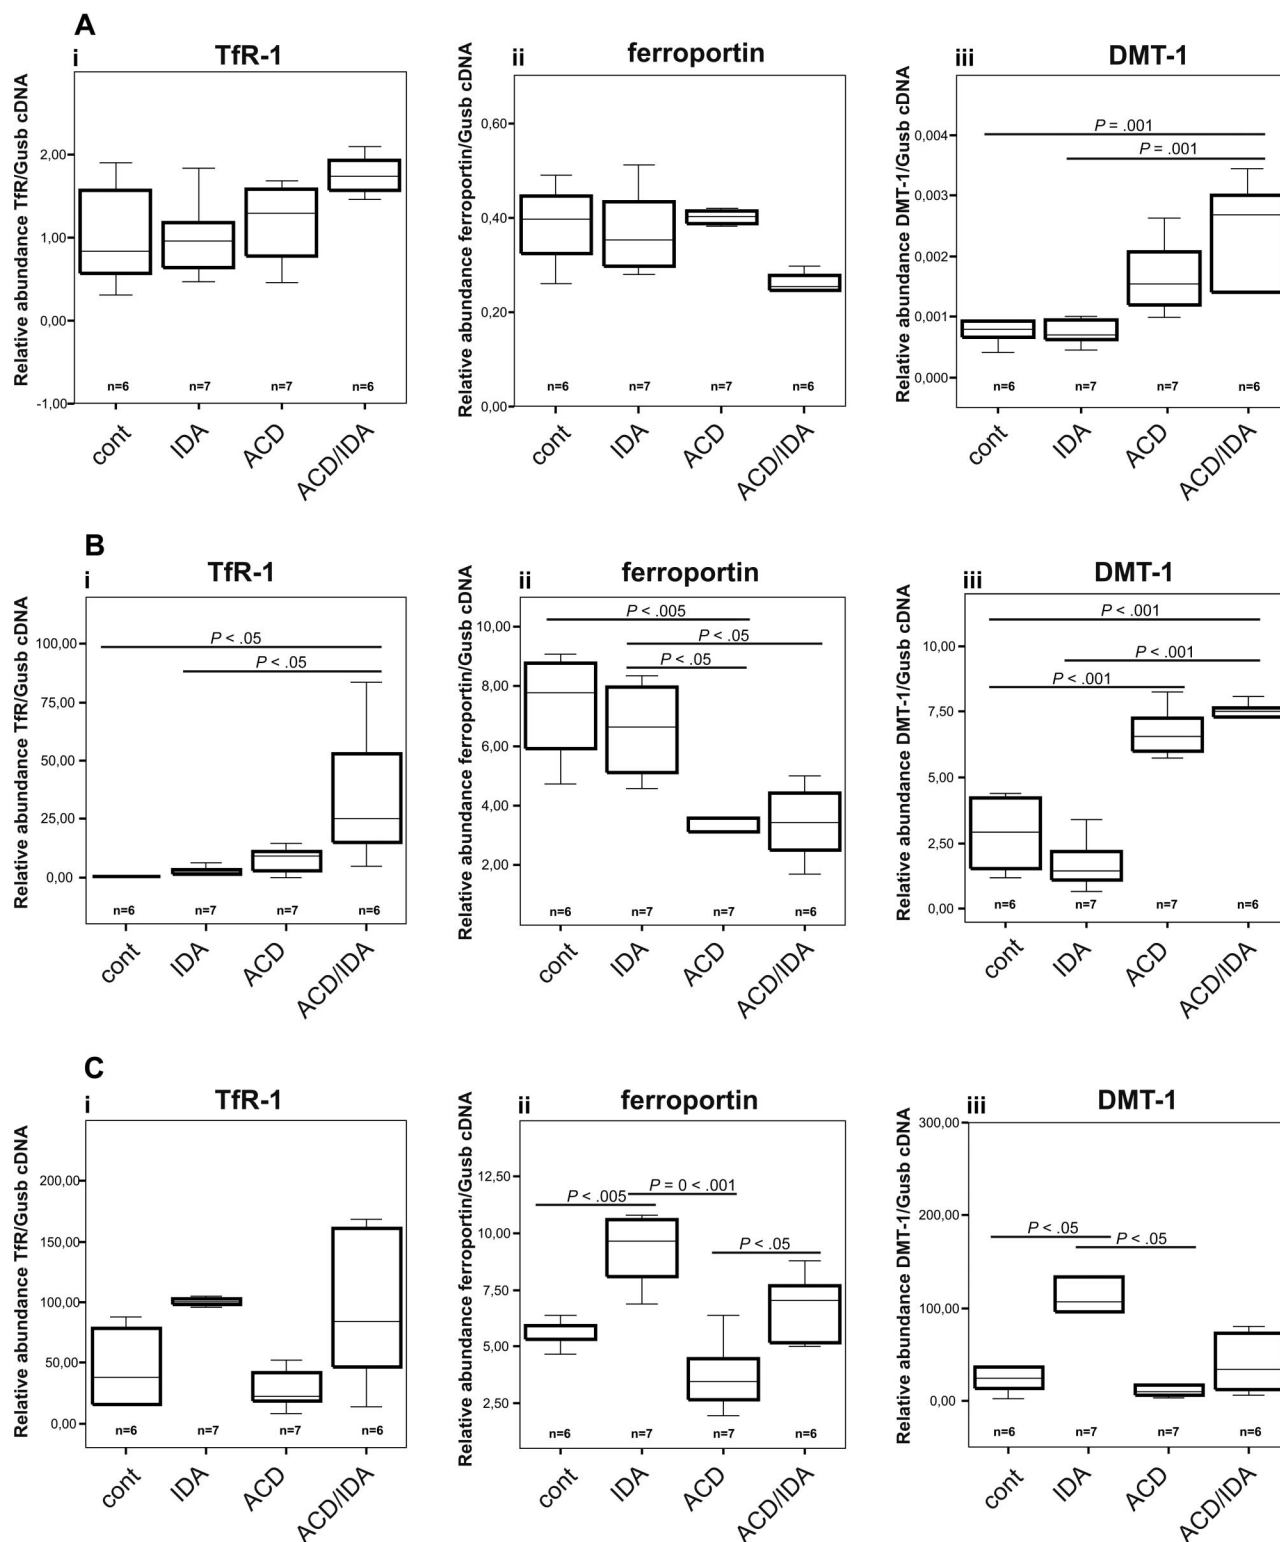 A
i
TfR-1
Relative abundance TfR/Gusb cDNA
2,00
1,00
0,00
-1,00
n=6
n=7
n=7
n=6
cont
IDA
ACD
ACD/IDA
ii
ferroportin
Relative abundance ferroportin/Gusb cDNA
0,60
0,40
0,20
0,00
n=6
n=7
n=7
n=6
cont
IDA
ACD
ACD/IDA
iii
DMT-1
Relative abundance DMT-1/Gusb cDNA
0,004
0,003
0,002
0,001
0,000
P = .001
P = .001
n=6
n=7
n=7
n=6
cont
IDA
ACD
ACD/IDA
B
i
TfR-1
Relative abundance TfR/Gusb cDNA
100,00
75,00
50,00
25,00
0,00
P < .05
P < .05
n=6
n=7
n=7
n=6
cont
IDA
ACD
ACD/IDA
ii
ferroportin
Relative abundance ferroportin/Gusb cDNA
10,00
8,00
6,00
4,00
2,00
P < .005
P < .05
P < .05
n=6
n=7
n=7
n=6
cont
IDA
ACD
ACD/IDA
iii
DMT-1
Relative abundance DMT-1/Gusb cDNA
10,00
7,50
5,00
2,50
0,00
P < .001
P < .001
P < .001
n=6
n=7
n=7
n=6
cont
IDA
ACD
ACD/IDA
C
i
TfR-1
Relative abundance TfR/Gusb cDNA
200,00
150,00
100,00
50,00
0,00
n=6
n=7
n=7
n=6
cont
IDA
ACD
ACD/IDA
ii
ferroportin
Relative abundance ferroportin/Gusb cDNA
12,50
10,00
7,50
5,00
2,50
P = 0 < .001
P < .005
P < .05
n=6
n=7
n=7
n=6
cont
IDA
ACD
ACD/IDA
iii
DMT-1
Relative abundance DMT-1/Gusb cDNA
300,00
200,00
100,00
0,00
P < .05
P < .05
n=6
n=7
n=7
n=6
cont
IDA
ACD
ACD/IDA